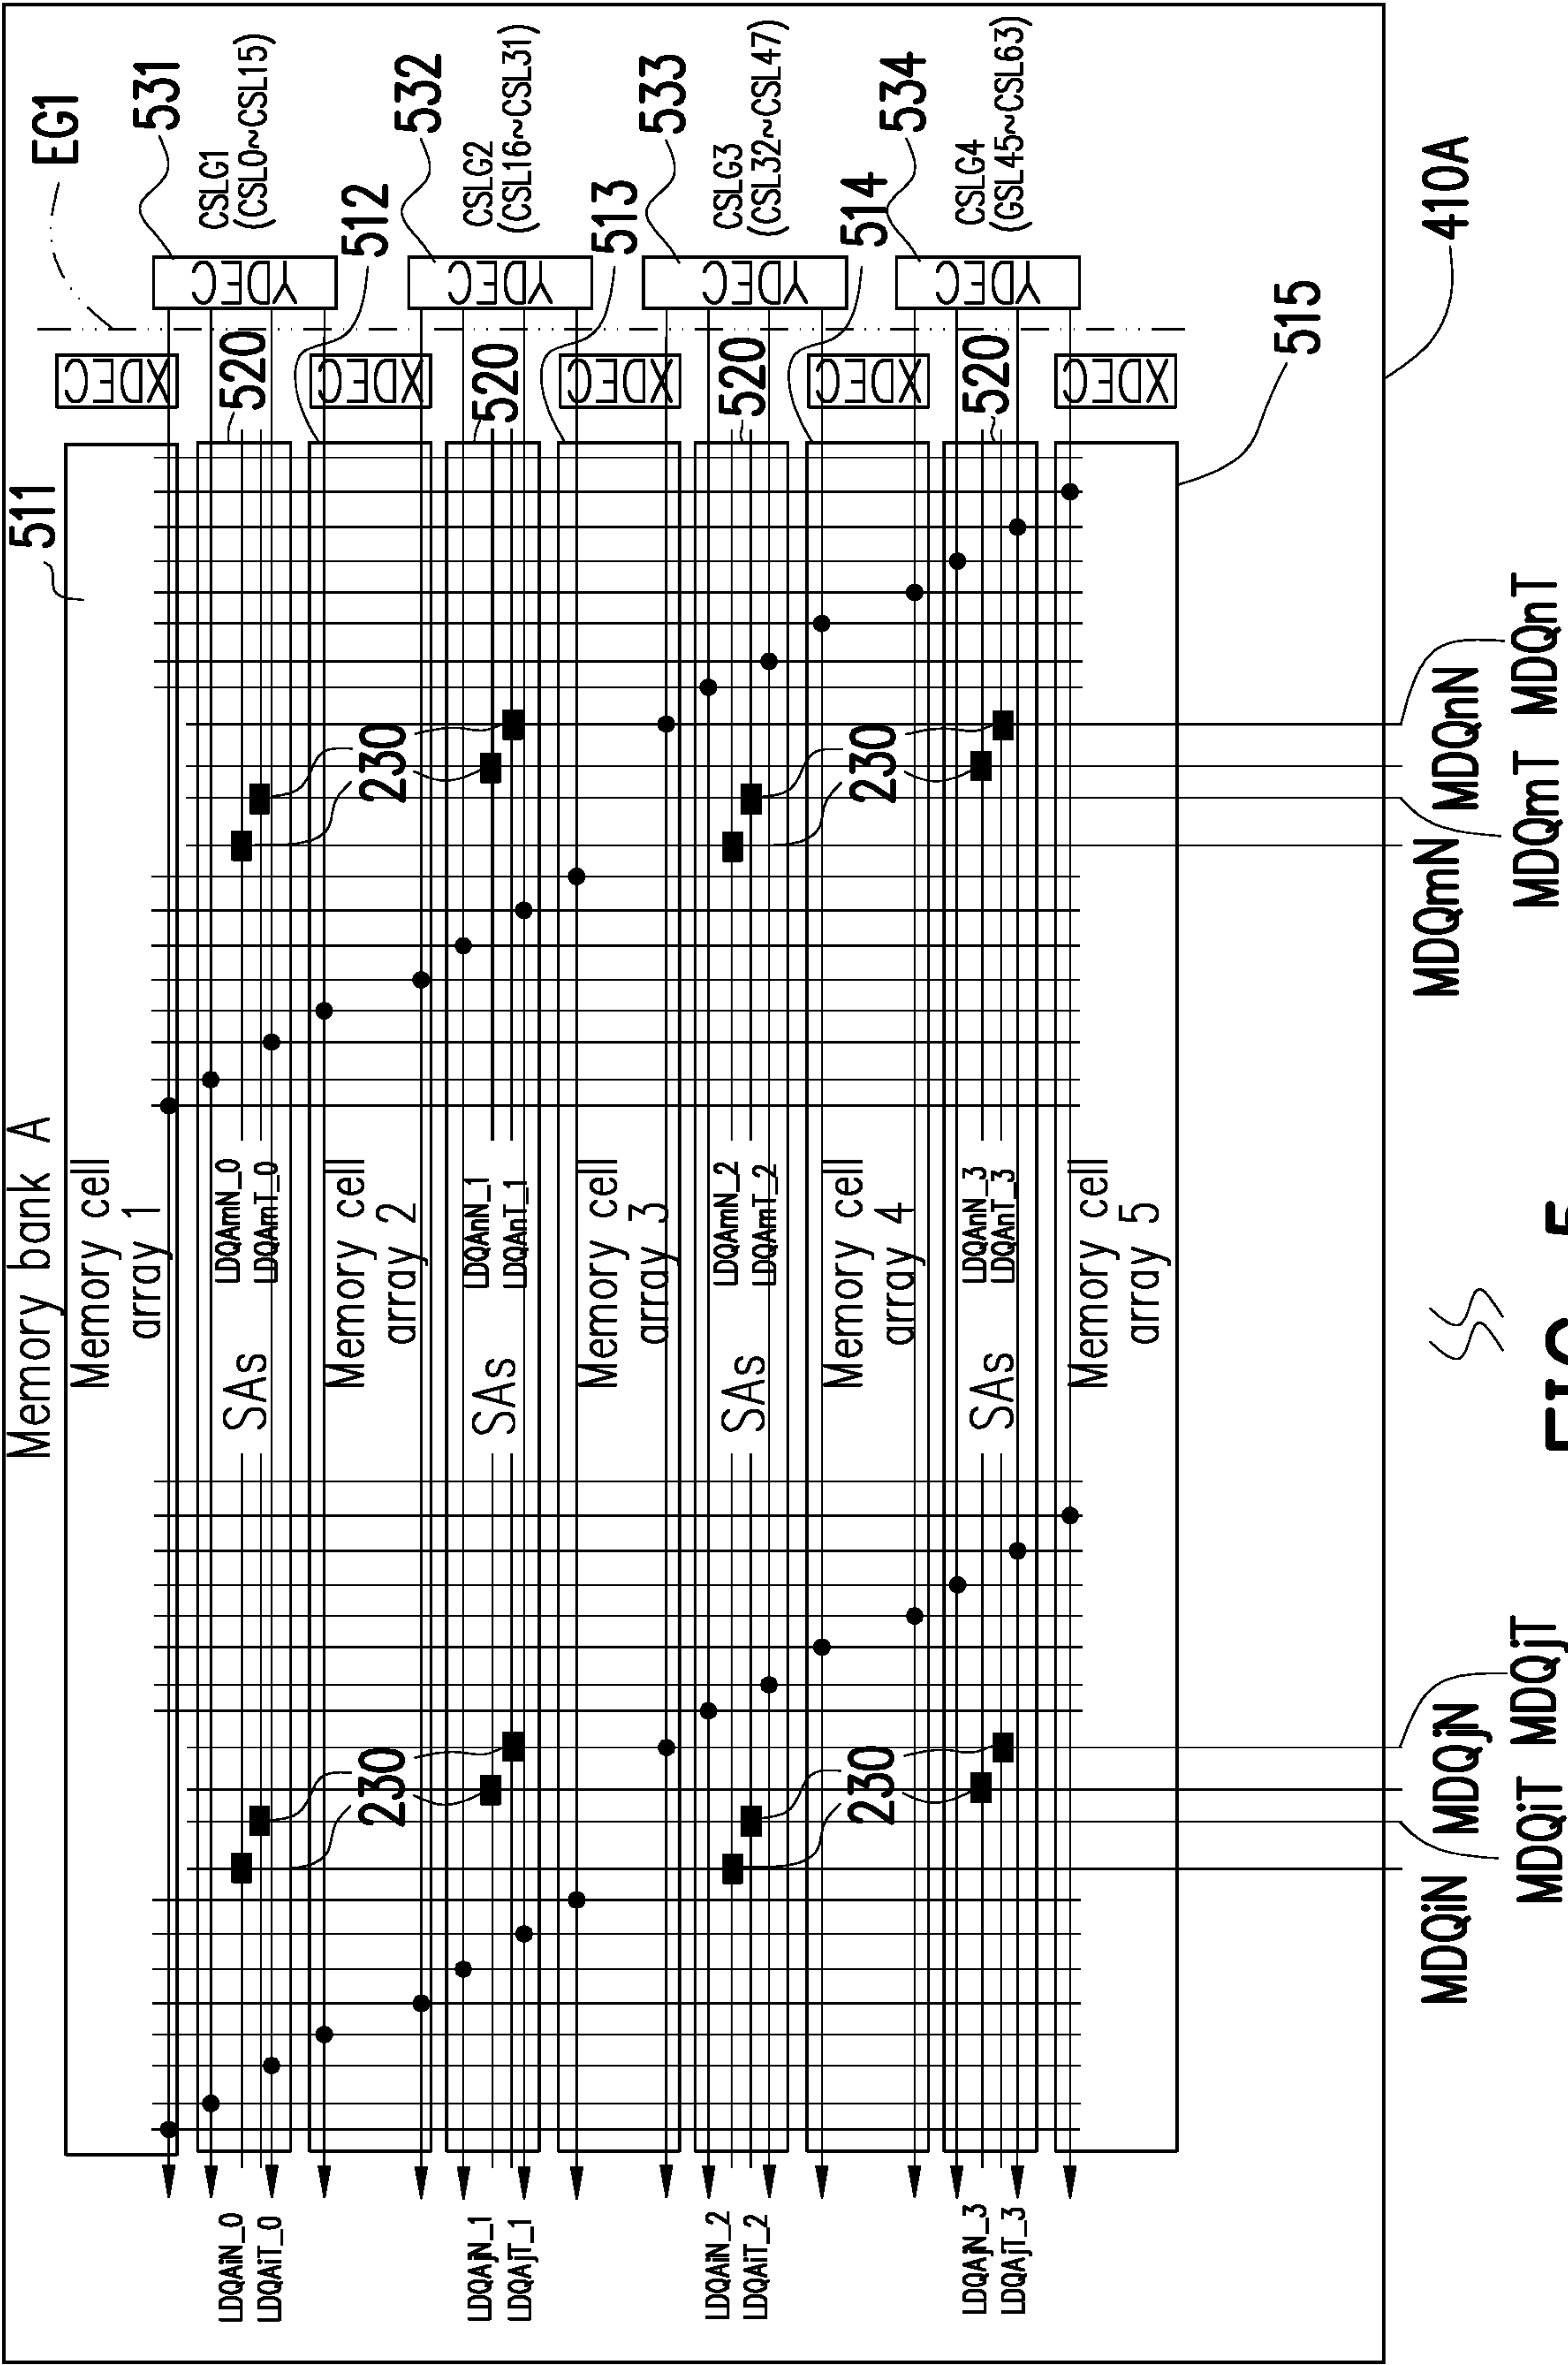 Memory bank A
EG1
511
Memory cell
array 1
XDEC
YDEC
531
CSLG1
(CSL0~CSL15)
LDQAiN_0
LDQAiT_0
SAs
LDQAmN_0
LDQAmT_0
520
230
230
512
Memory cell
array 2
XDEC
YDEC
532
CSLG2
(CSL16~CSL31)
LDQAjN_1
LDQAjT_1
SAs
LDQAnN_1
LDQAnT_1
520
513
Memory cell
array 3
XDEC
YDEC
533
CSLG3
(CSL32~CSL47)
LDQAiN_2
LDQAiT_2
SAs
LDQAmN_2
LDQAmT_2
520
230
230
514
Memory cell
array 4
XDEC
YDEC
534
CSLG4
(GSL45~CSL63)
LDQAjN_3
LDQAjT_3
SAs
LDQAnN_3
LDQAnT_3
520
Memory cell
array 5
XDEC
515
410A
MDQiN
MDQjN
MDQmN
MDQnN
MDQiT
MDQjT
MDQmT
MDQnT